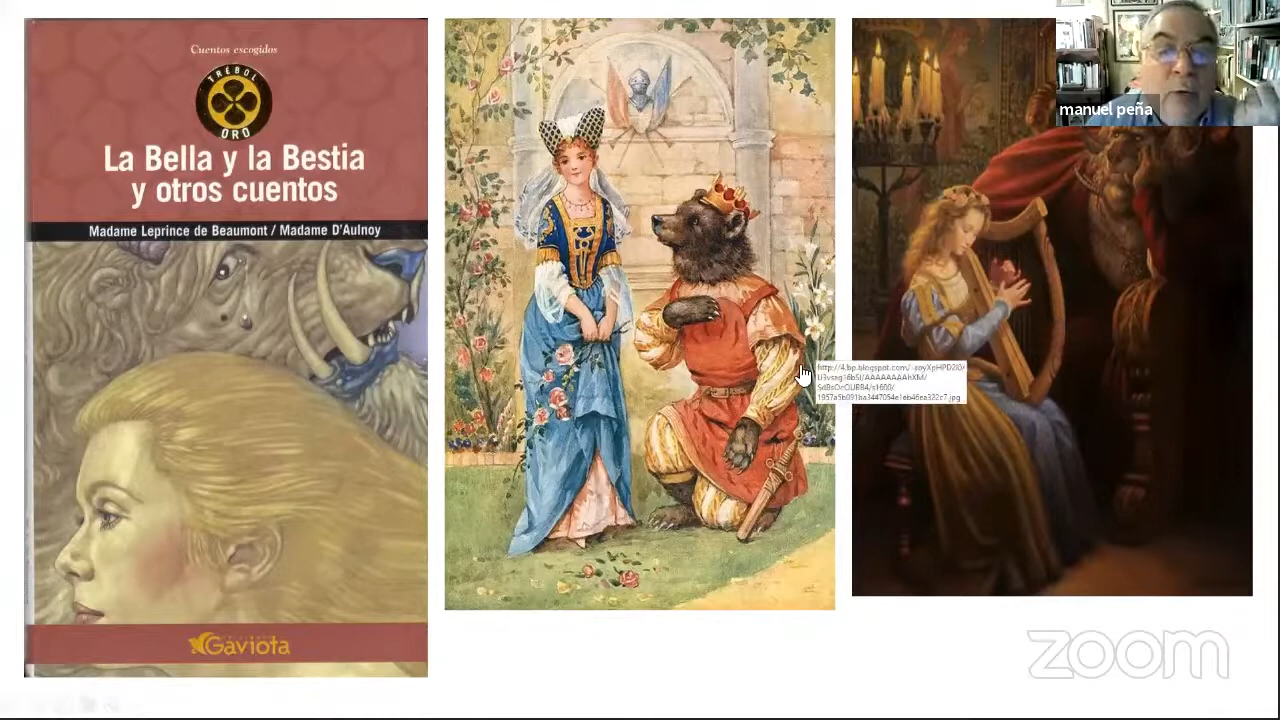 Cuentos escogidos
TRÉBOL
ORO
La Bella y la Bestia
y otros cuentos
Madame Leprince de Beaumont / Madame D'Aulnoy
Gaviota
manuel peña
zoom